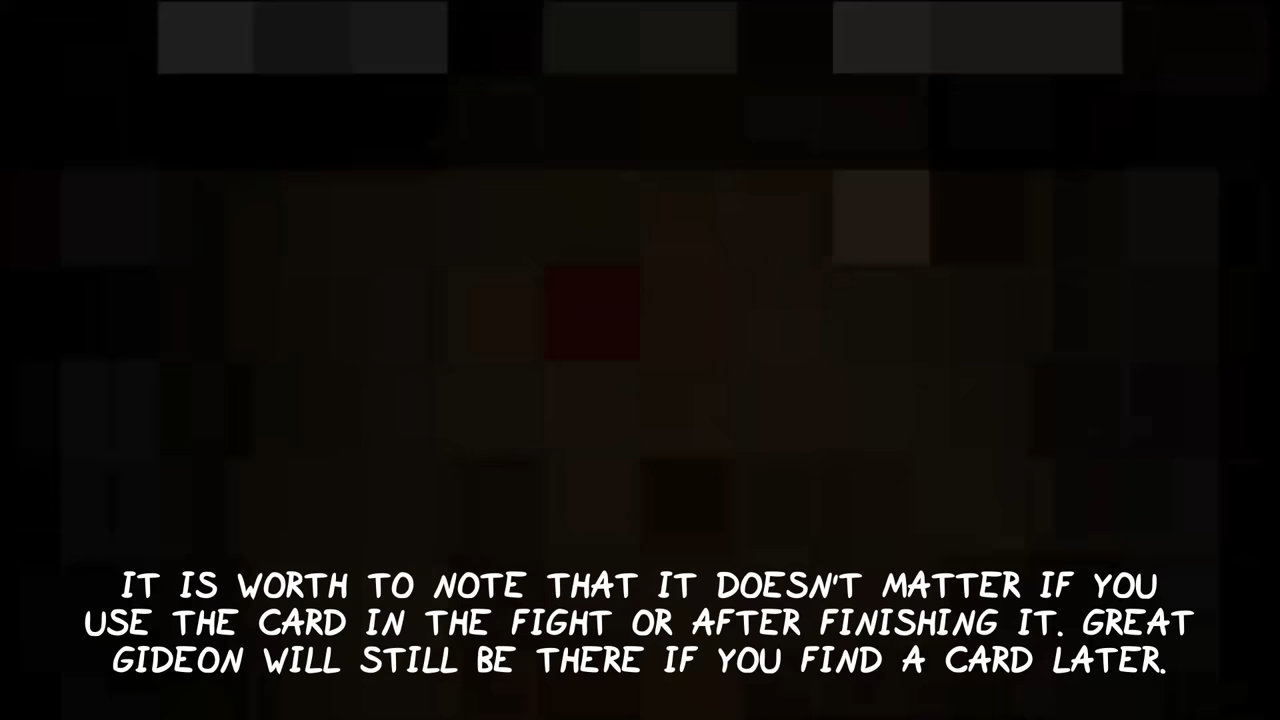 IT IS WORTH TO NOTE THAT IT DOESN'T MATTER IF YOU
USE THE CARD IN THE FIGHT OR AFTER FINISHING IT. GREAT
GIDEON WILL STILL BE THERE IF YOU FIND A CARD LATER.